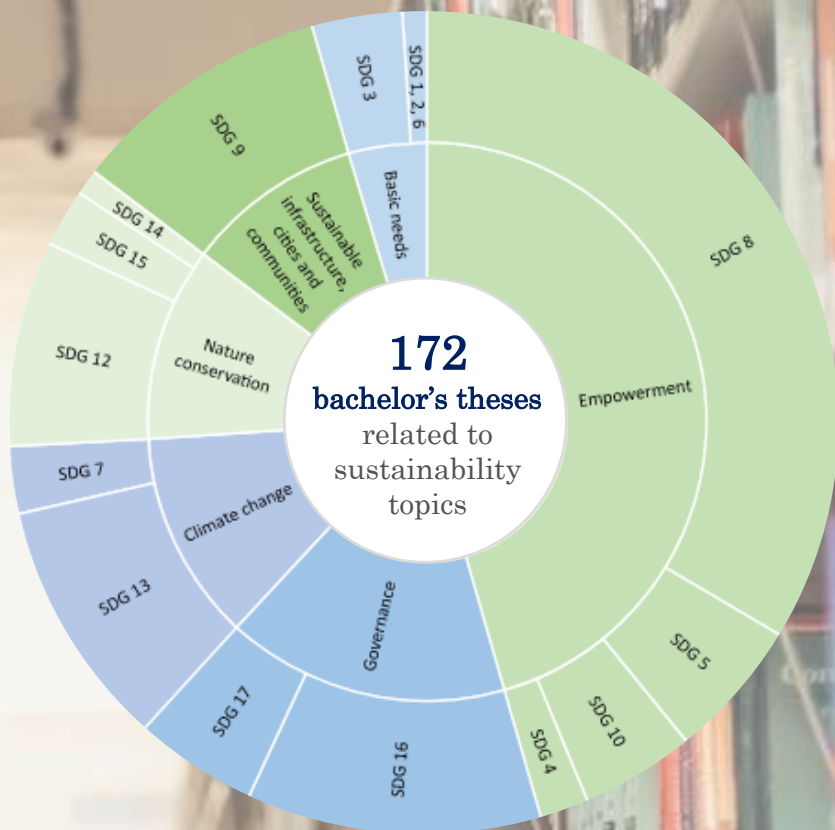 172
bachelor’s theses
related to
sustainability
topics
Empowerment
SDG 8
SDG 5
SDG 10
SDG 4
Governance
SDG 16
SDG 17
Climate change
SDG 13
SDG 7
Nature
conservation
SDG 12
SDG 15
SDG 14
Sustainable
infrastructure,
cities and
communities
SDG 9
Basic needs
SDG 3
SDG 1, 2, 6